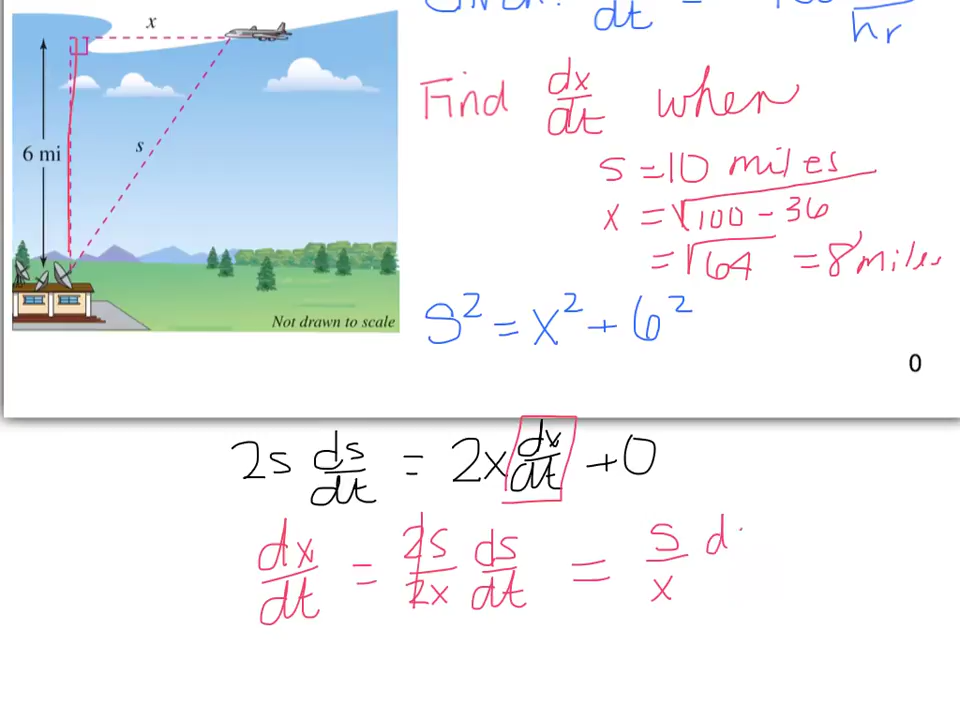 x
s
6 mi
Not drawn to scale
dt =
hr
Find dx/dt when
s = 10 miles
x = √100 - 36
= √64 = 8 miles
S² = x² + 6²
0
2s ds/dt = 2x dx/dt + 0
dx/dt = 2s/2x ds/dt = s/x d